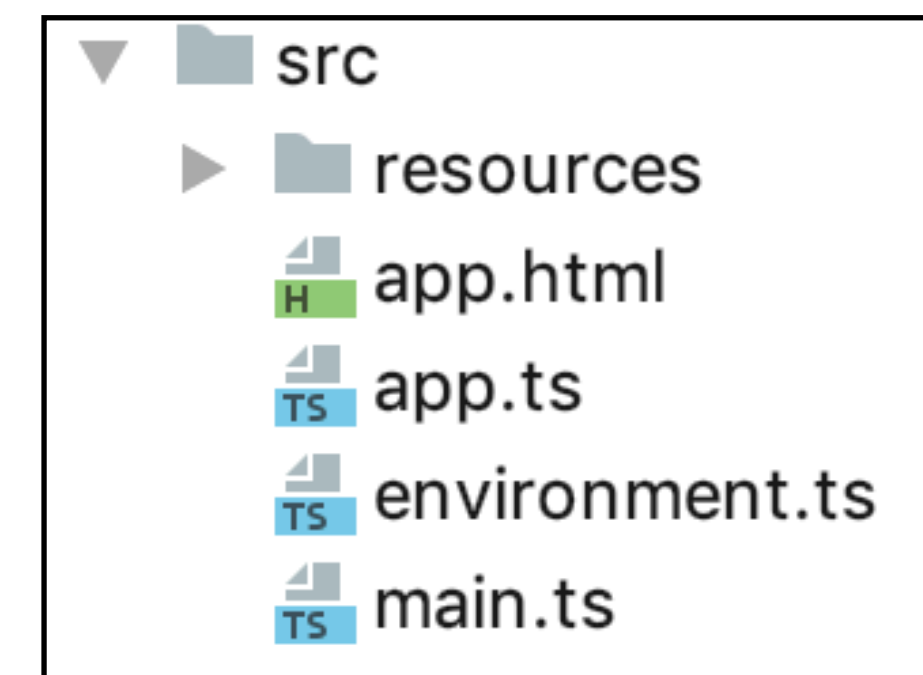 src
resources
H app.html
TS app.ts
TS environment.ts
TS main.ts